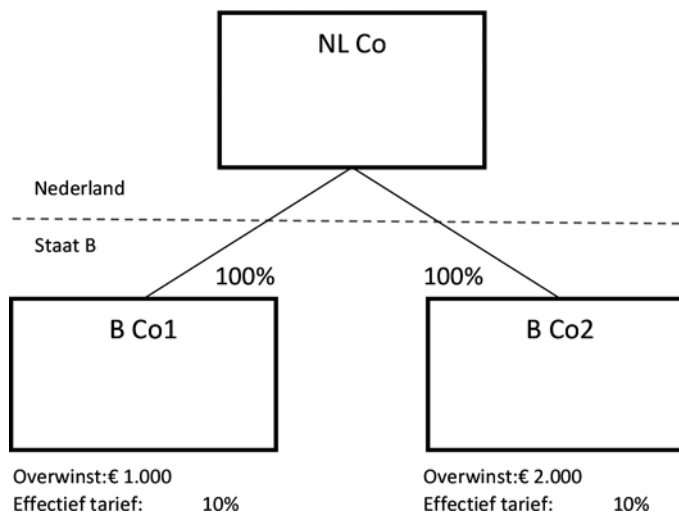 NL Co
Nederland
Staat B
100%
100%
B Co1
B Co2
Overwinst:€ 1.000
Effectief tarief: 10%
Overwinst:€ 2.000
Effectief tarief: 10%